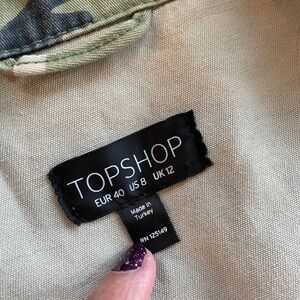 TOPSHOP
EUR 40 US 8 UK 12
Made in
Turkey
RN 125149